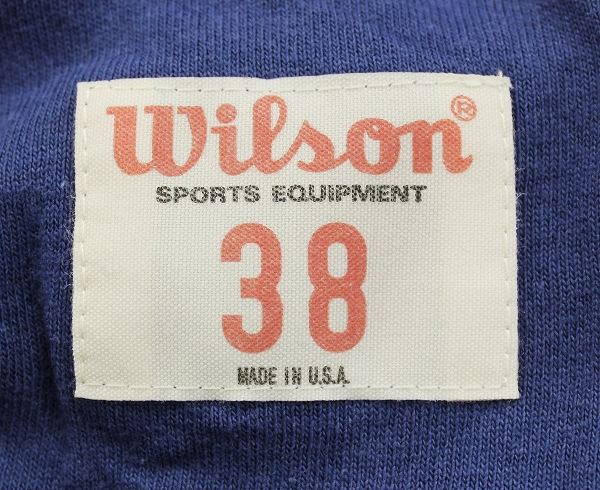 Wilson®
SPORTS EQUIPMENT
38
MADE IN U.S.A.